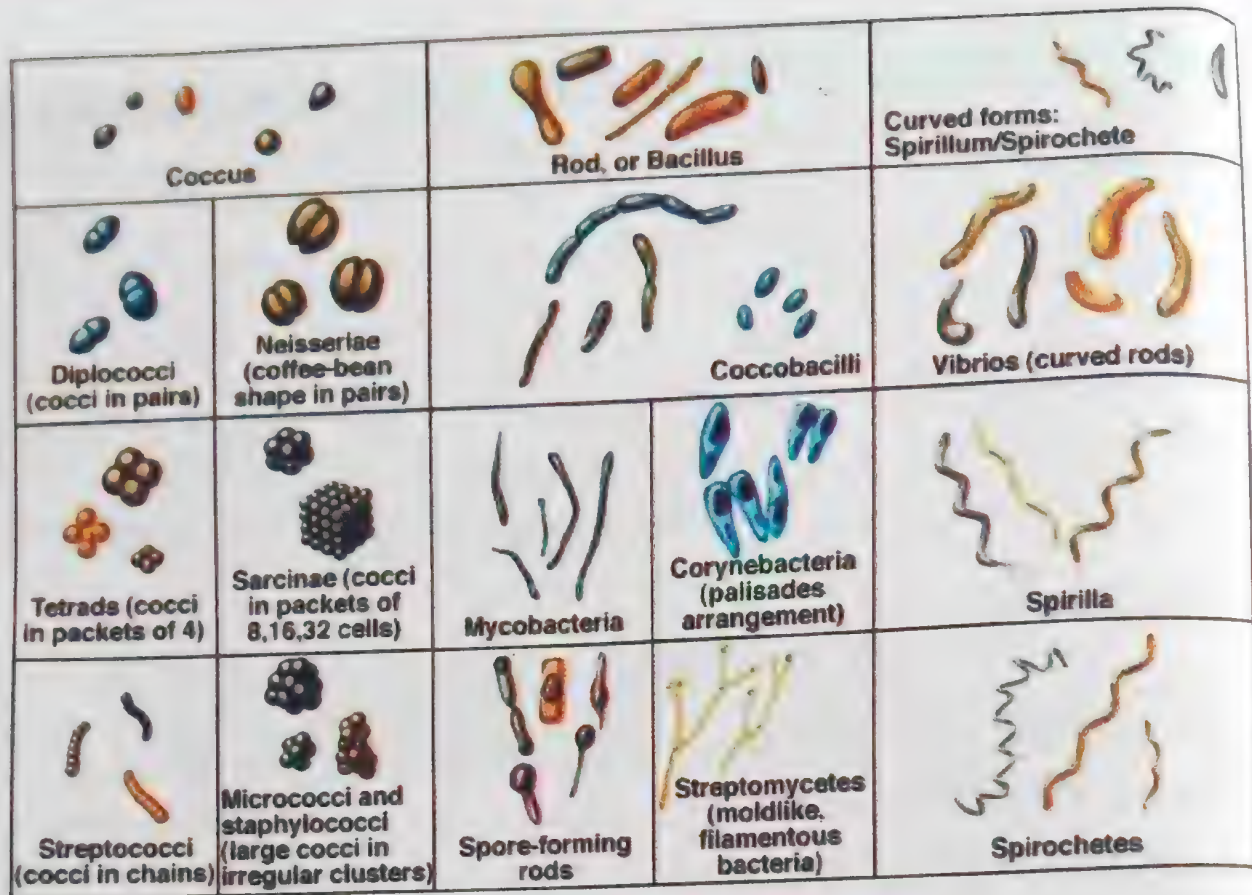 Coccus
Rod, or Bacillus
Curved forms:
Spirillum/Spirochete
Diplococci
(cocci in pairs)
Neisseriae
(coffee-bean
shape in pairs)
Coccobacilli
Vibrios (curved rods)
Tetrads (cocci
in packets of 4)
Sarcinae (cocci
in packets of
8,16,32 cells)
Mycobacteria
Corynebacteria
(palisades
arrangement)
Spirilla
Streptococci
(cocci in chains)
Micrococci and
staphylococci
(large cocci in
irregular clusters)
Spore-forming
rods
Streptomycetes
(moldlike,
filamentous
bacteria)
Spirochetes